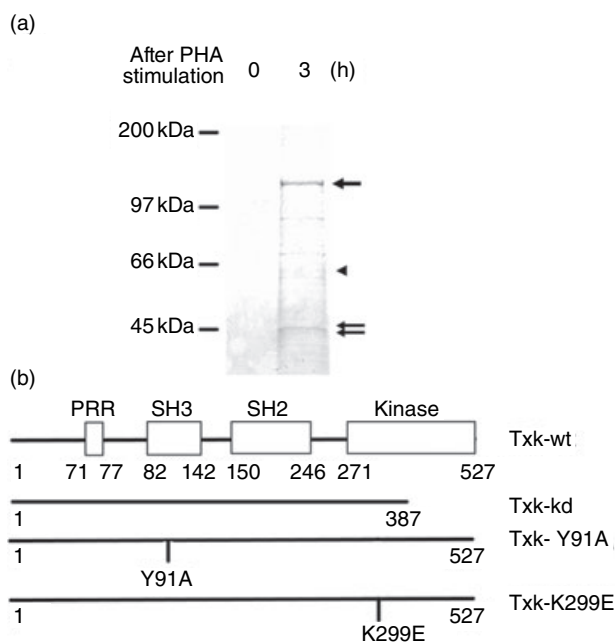 (a)
After PHA
stimulation 0 3 (h)
200 kDa
97 kDa
66 kDa
45 kDa
(b)
PRR SH3 SH2 Kinase
Txk-wt
1 71 77 82 142 150 246 271 527
Txk-kd
1 387
Txk- Y91A
1 527
Y91A
Txk-K299E
1 527
K299E